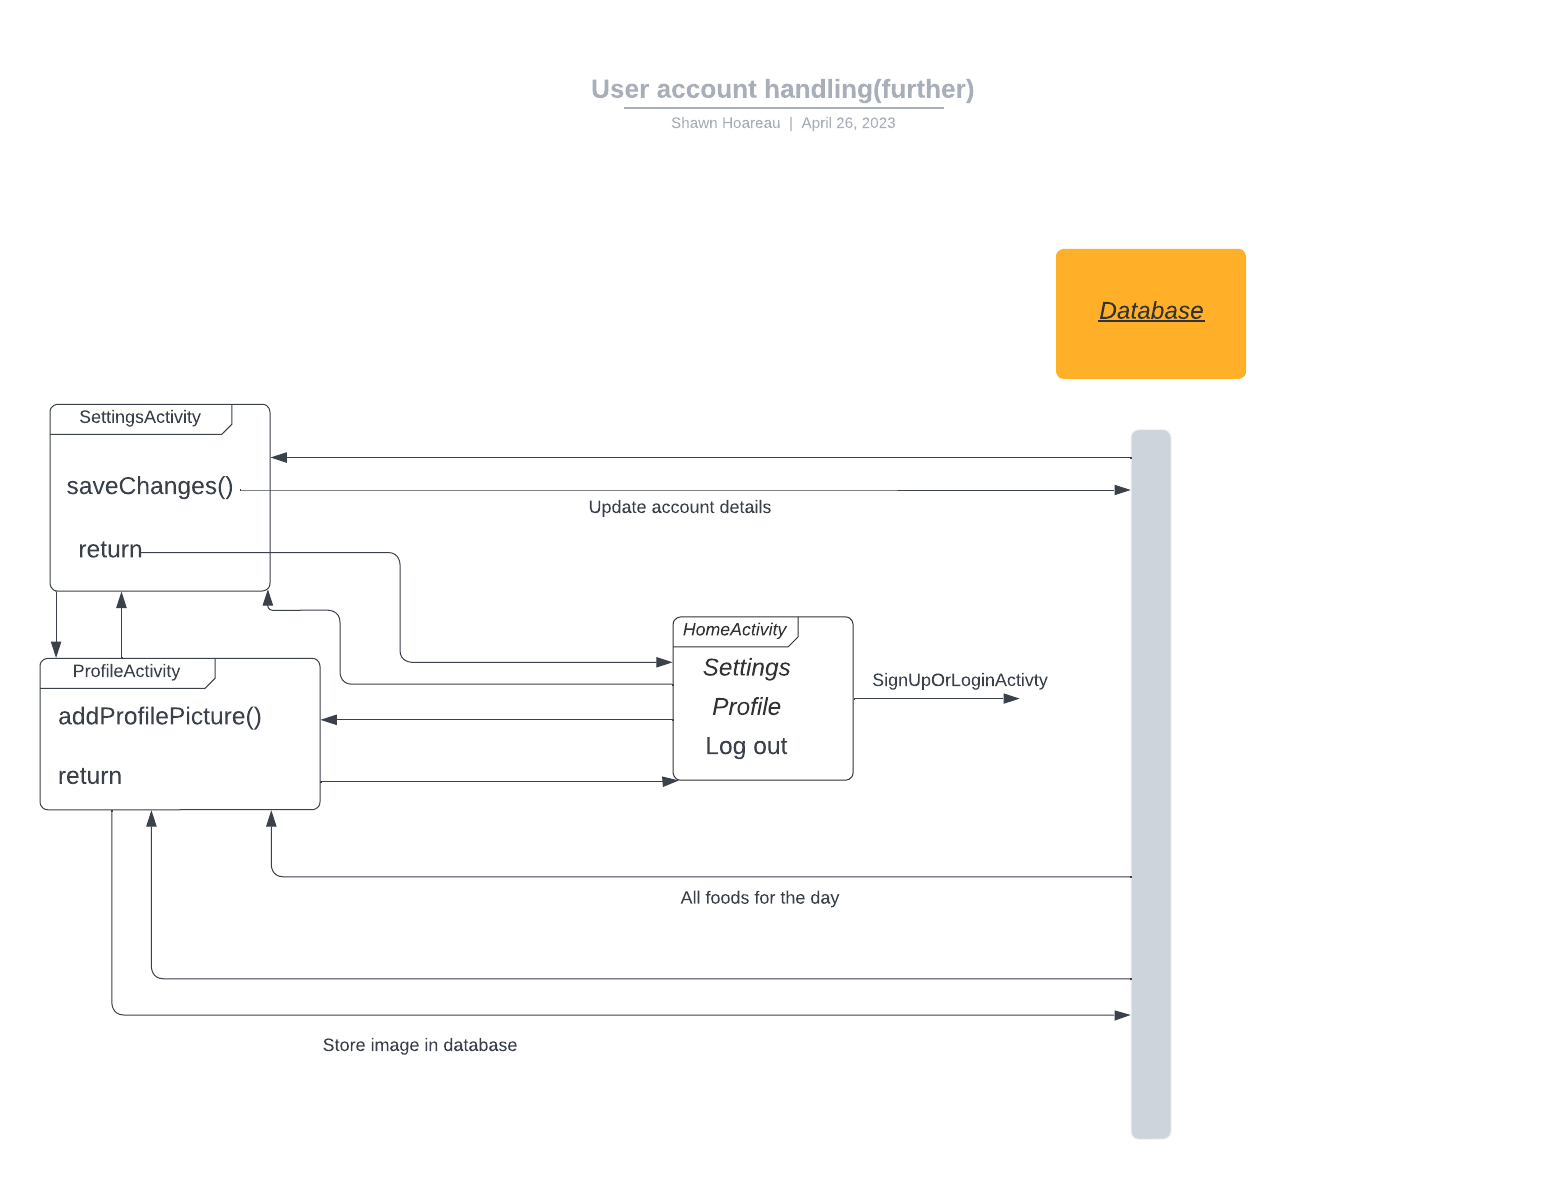 User account handling(further)
Shawn Hoareau | April 26, 2023
Database
SettingsActivity
saveChanges()
Update account details
return
HomeActivity
Settings
Profile
Log out
SignUpOrLoginActivty
ProfileActivity
addProfilePicture()
return
All foods for the day
Store image in database